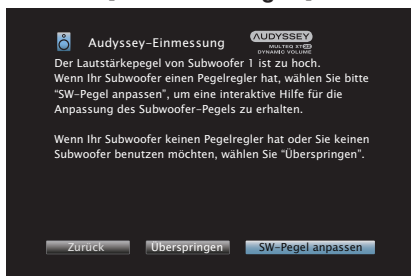 Audyssey-Einmessung
AUDYSSEY
MULTEQ XT32
DYNAMIC VOLUME
Der Lautstärkepegel von Subwoofer 1 ist zu hoch.
Wenn Ihr Subwoofer einen Pegelregler hat, wählen Sie bitte
"SW-Pegel anpassen", um eine interaktive Hilfe für die
Anpassung des Subwoofer-Pegels zu erhalten.
Wenn Ihr Subwoofer keinen Pegelregler hat oder Sie keinen
Subwoofer benutzen möchten, wählen Sie "Überspringen".
Zurück
Überspringen
SW-Pegel anpassen